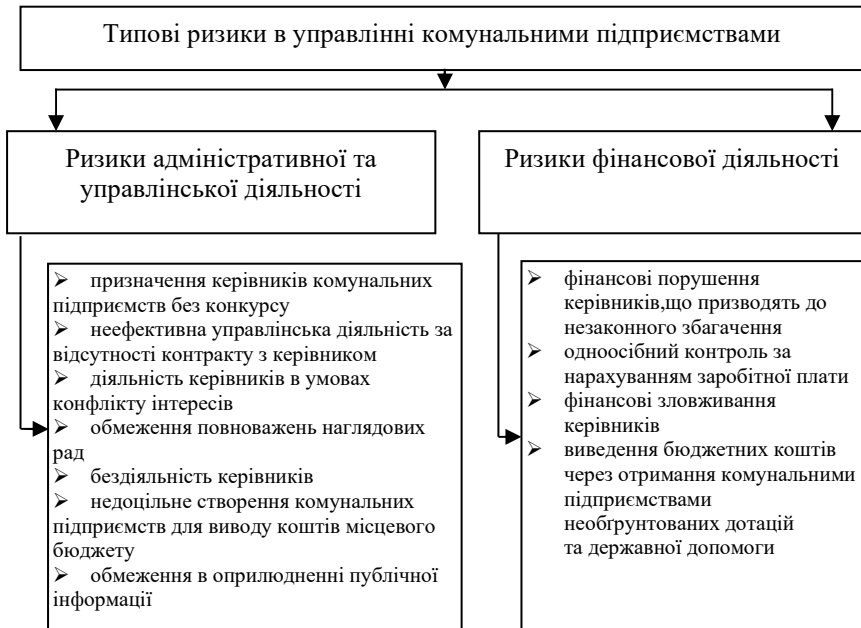 Типові ризики в управлінні комунальними підприємствами
Ризики адміністративної та
управлінської діяльності
➢ призначення керівників комунальних
підприємств без конкурсу
➢ неефективна управлінська діяльність за
відсутності контракту з керівником
➢ діяльність керівників в умовах
конфлікту інтересів
➢ обмеження повноважень наглядових
рад
➢ бездіяльність керівників
➢ недоцільне створення комунальних
підприємств для виводу коштів місцевого
бюджету
➢ обмеження в оприлюдненні публічної
інформації
Ризики фінансової діяльності
➢ фінансові порушення
керівників,що призводять до
незаконного збагачення
➢ одноосібний контроль за
нарахуванням заробітної плати
➢ фінансові зловживання
керівників
➢ виведення бюджетних коштів
через отримання комунальними
підприємствами
необґрунтованих дотацій
та державної допомоги